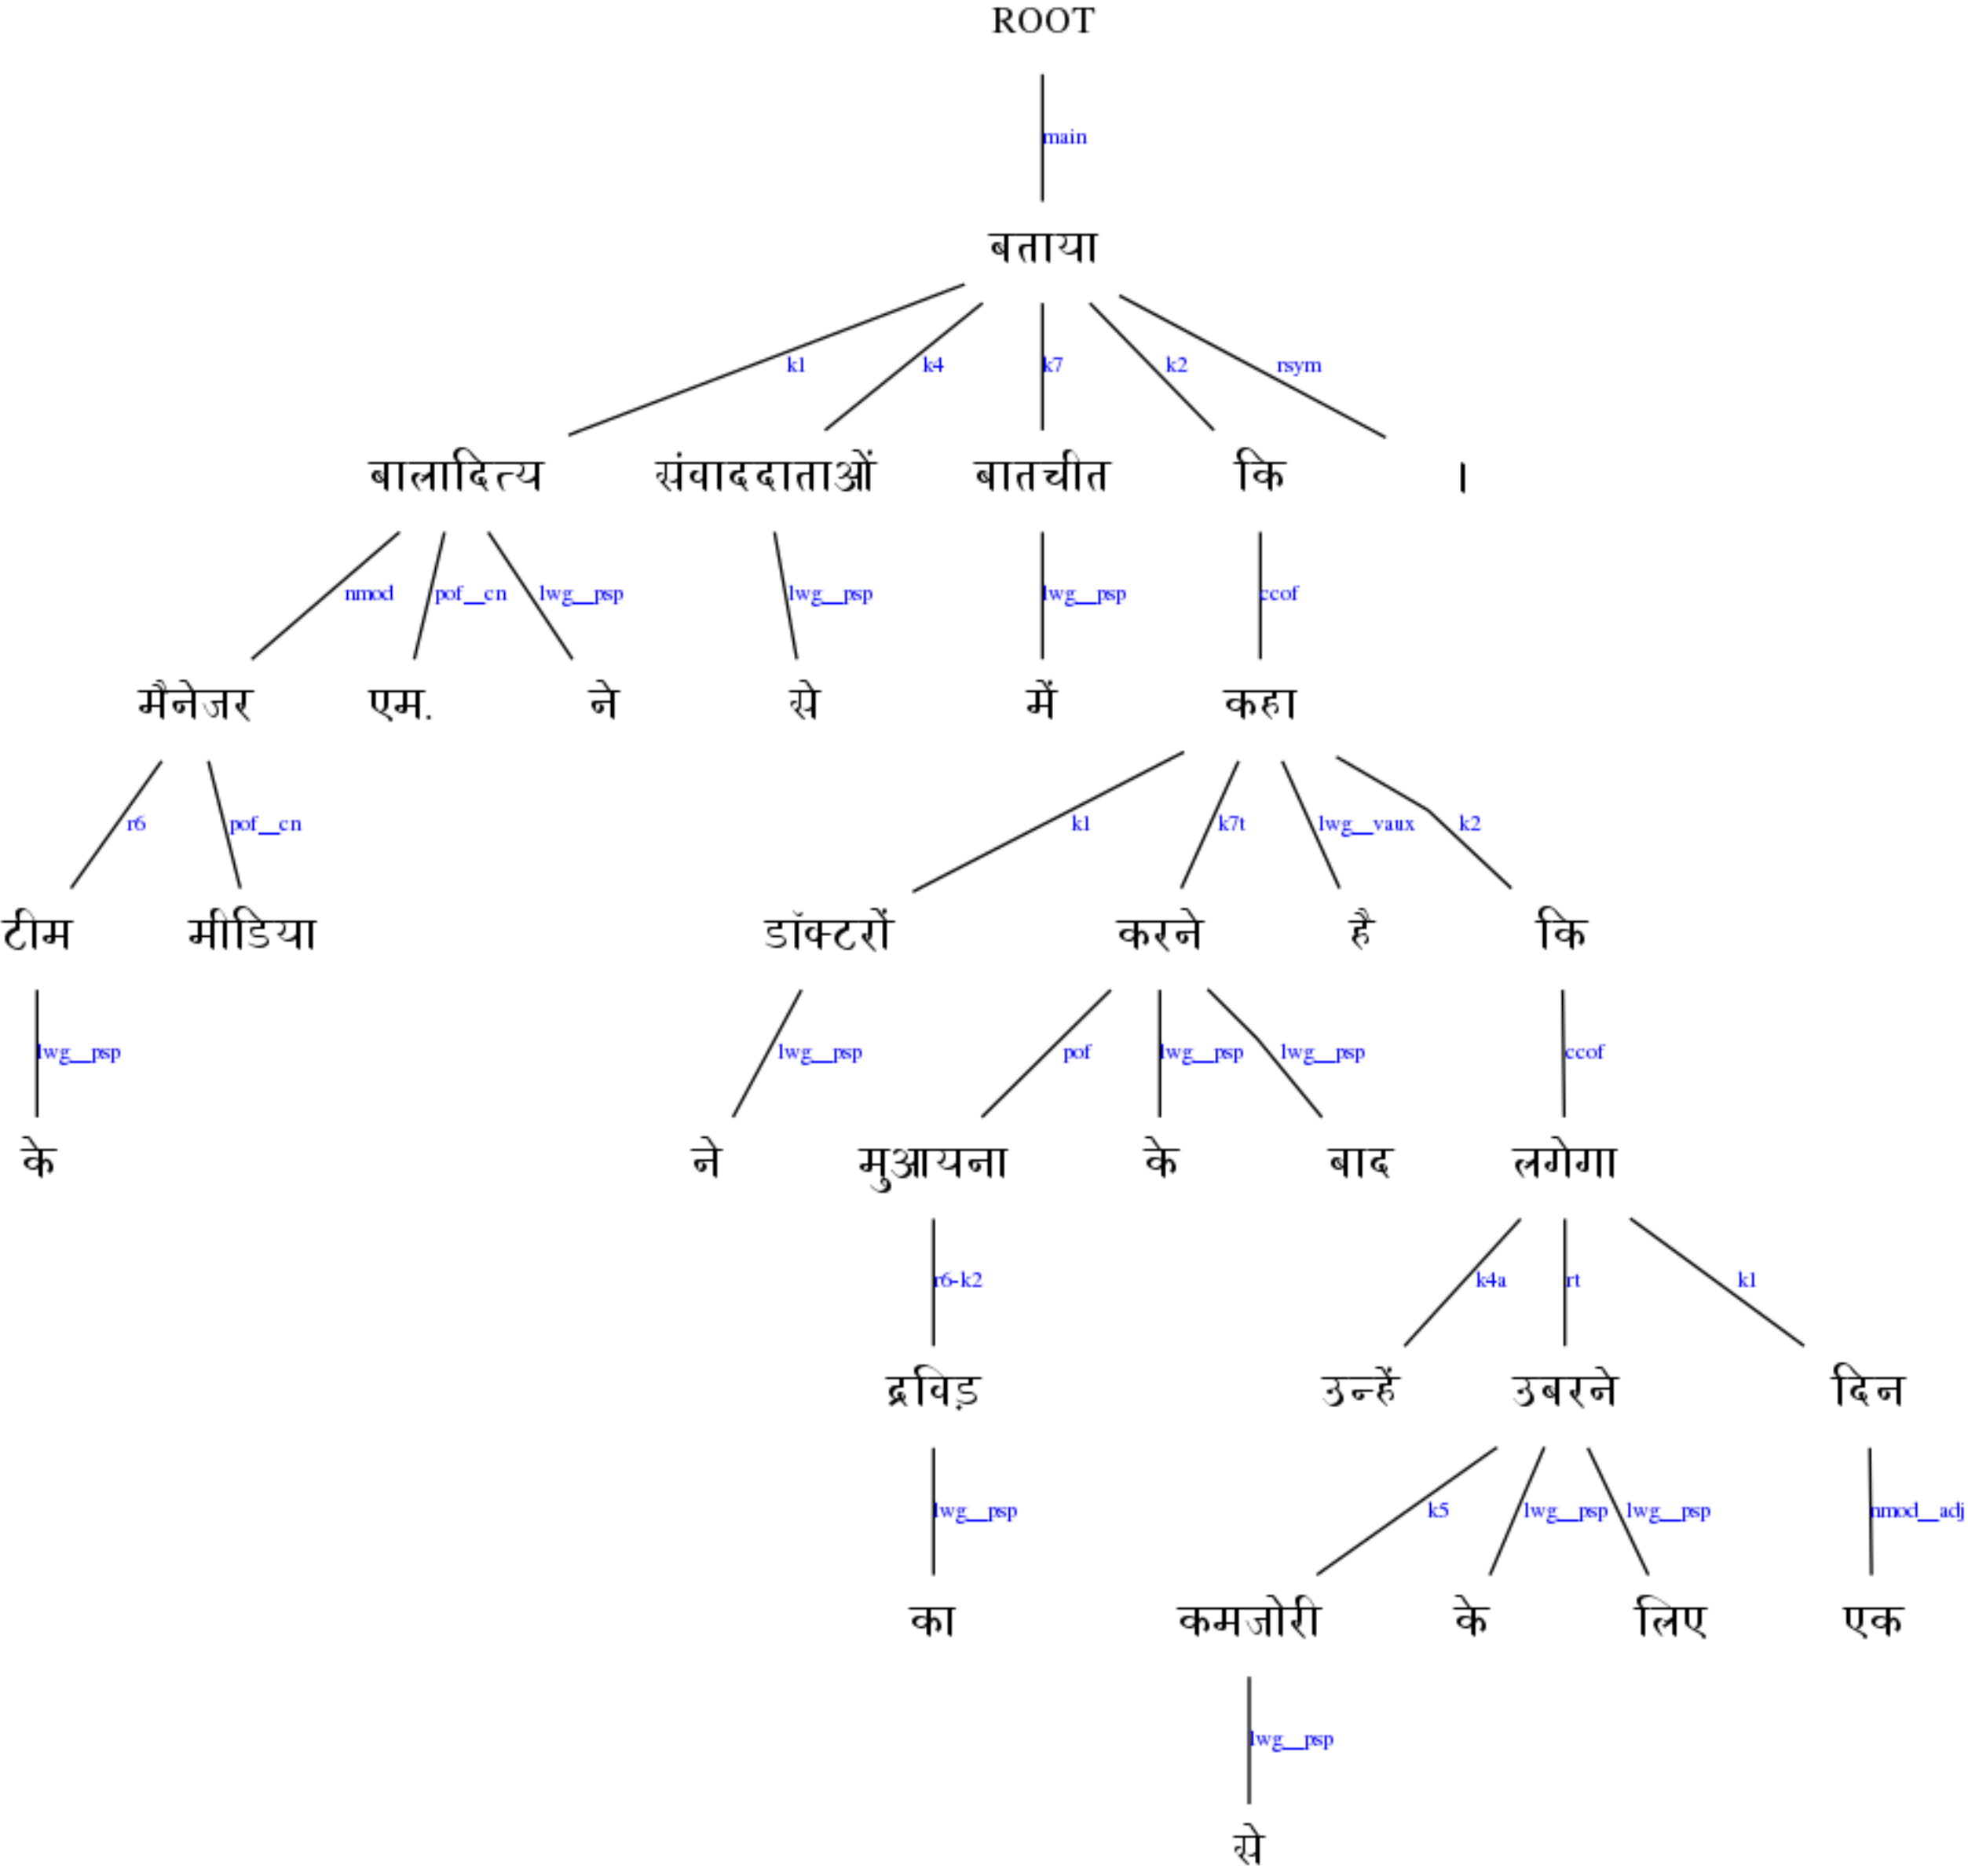 ROOT
main
बताया
k1 k4 k7 k2 rsym
बालादित्य संवाददाताओं बातचीत कि ।
nmod pof__cn lwg__psp lwg__psp lwg__psp ccof
मैनेजर एम. ने से में कहा
r6 pof__cn k1 k7t lwg__vaux k2
टीम मीडिया डॉक्टरों करने है कि
lwg__psp lwg__psp pof lwg__psp lwg__psp ccof
के ने मुआयना के बाद लगेगा
r6-k2 k4a rt k1
द्रविड़ उन्हें उबरने दिन
lwg__psp k5 lwg__psp lwg__psp nmod__adj
का कमजोरी के लिए एक
lwg__psp
से